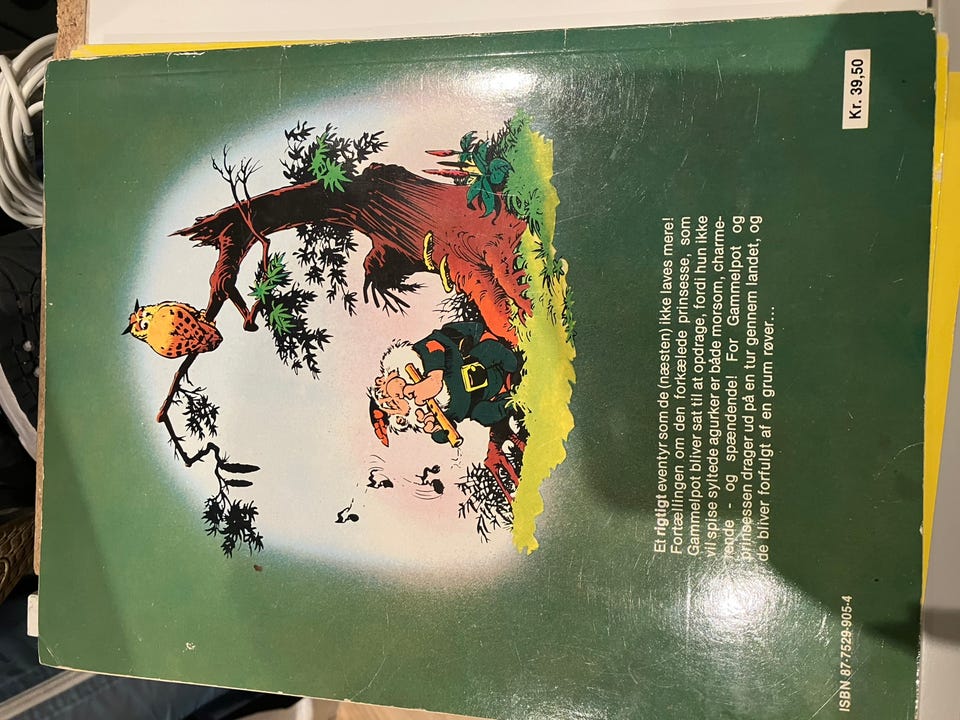 Et rigtigt eventyr som de (næsten) ikke laves mere!
Fortællingen om den forkælede prinsesse, som
Gammelpot bliver sat til at opdrage, fordi hun ikke
vil spise syltede agurker er både morsom, charme-
rende - og spændende! For Gammelpot og
prinsessen drager ud på en tur gennem landet, og
de bliver forfulgt af en grum røver...
ISBN 87-7529-905-4
Kr. 39,50